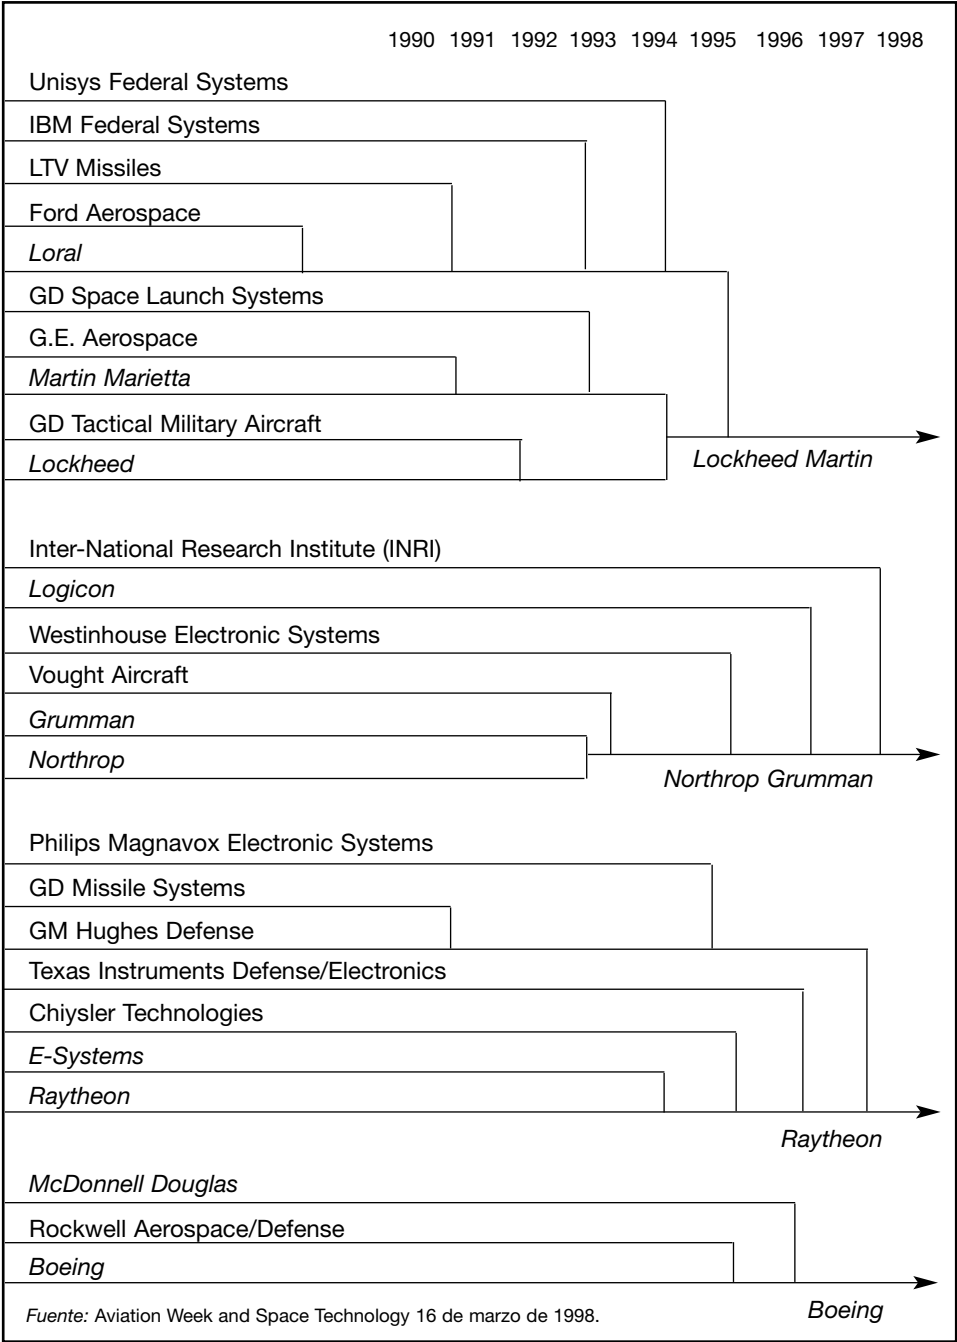 1990 1991 1992 1993 1994 1995 1996 1997 1998
Unisys Federal Systems
IBM Federal Systems
LTV Missiles
Ford Aerospace
Loral
GD Space Launch Systems
G.E. Aerospace
Martin Marietta
GD Tactical Military Aircraft
Lockheed
Lockheed Martin
Inter-National Research Institute (INRI)
Logicon
Westinhouse Electronic Systems
Vought Aircraft
Grumman
Northrop
Northrop Grumman
Philips Magnavox Electronic Systems
GD Missile Systems
GM Hughes Defense
Texas Instruments Defense/Electronics
Chiysler Technologies
E-Systems
Raytheon
Raytheon
McDonnell Douglas
Rockwell Aerospace/Defense
Boeing
Boeing
Fuente: Aviation Week and Space Technology 16 de marzo de 1998.